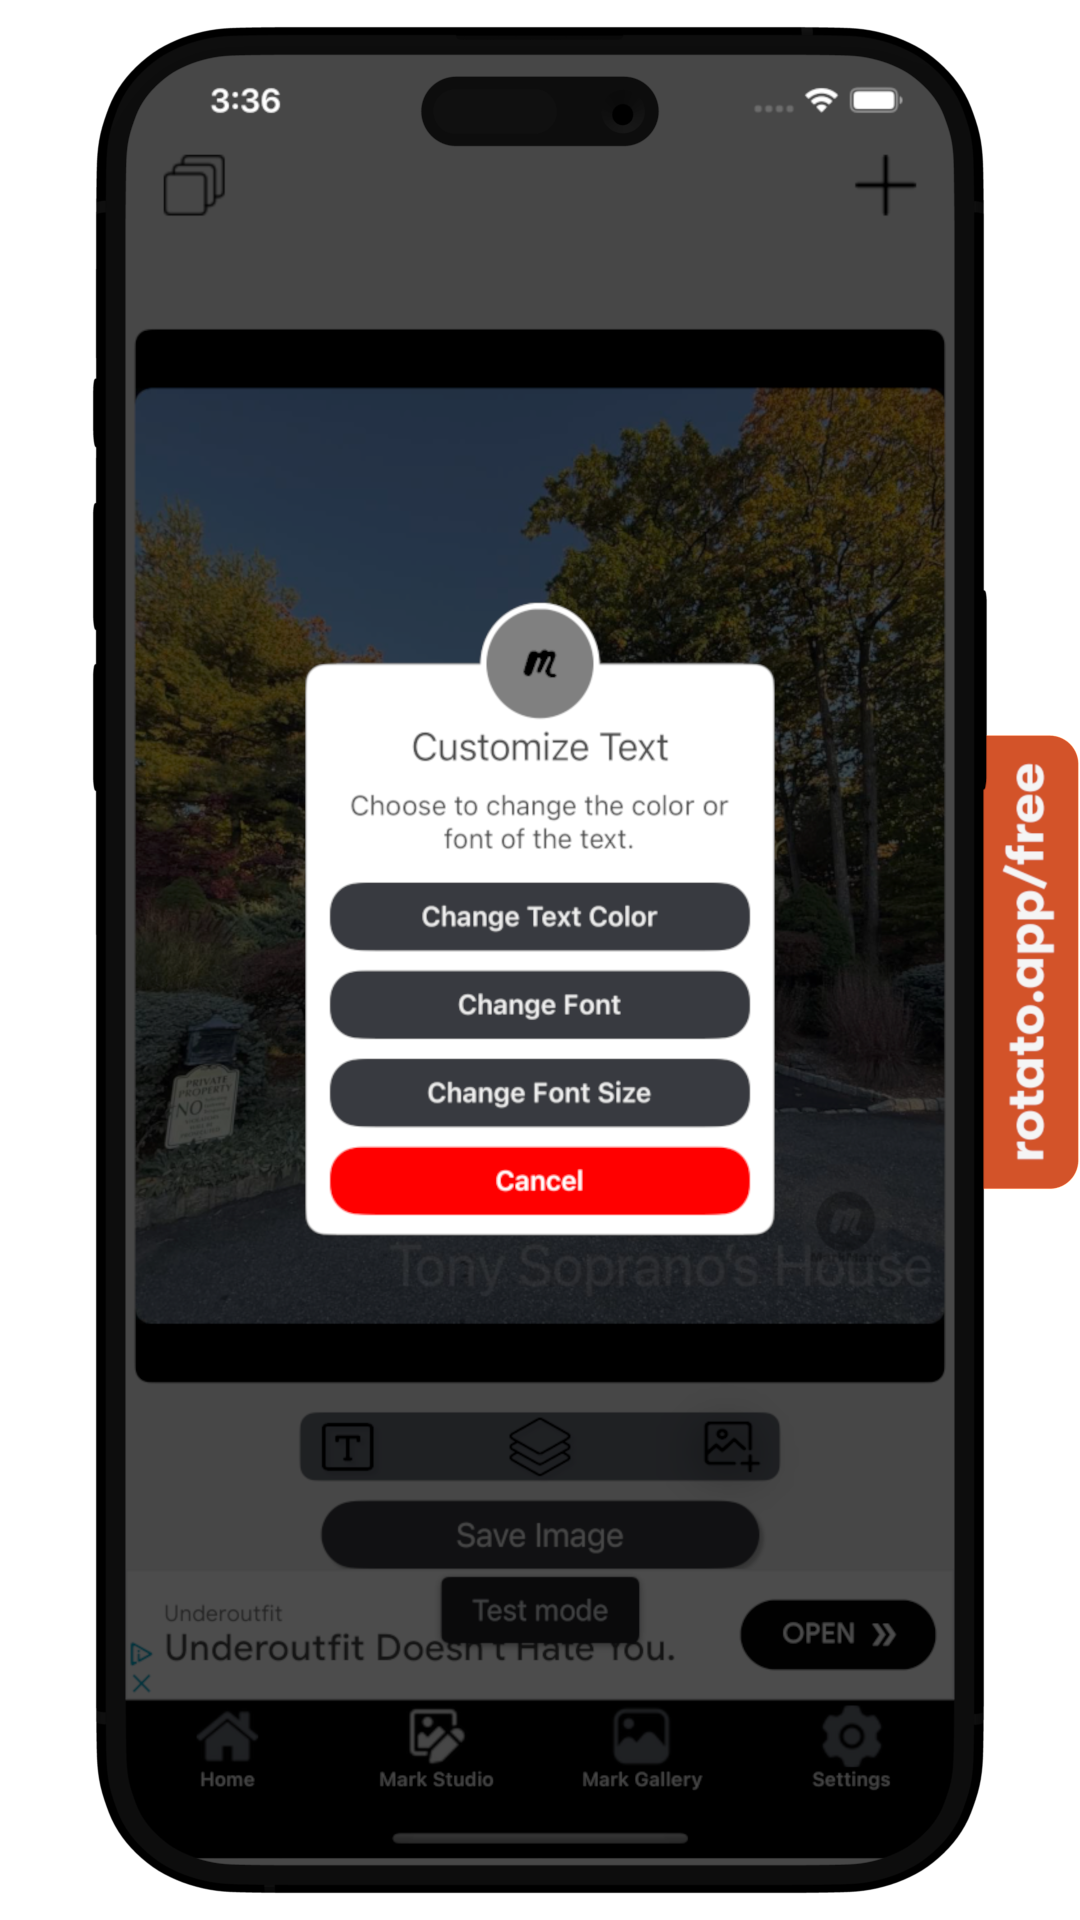 3:36
m
Customize Text
Choose to change the color or
font of the text.
Change Text Color
Change Font
Change Font Size
Cancel
PRIVATE
PROPERTY
NO
m
Tony Soprano's House
T
Save Image
Test mode
Underoutfit
Underoutfit Doesn't Hate You.
OPEN
Home
Mark Studio
Mark Gallery
Settings
rotato.app/free